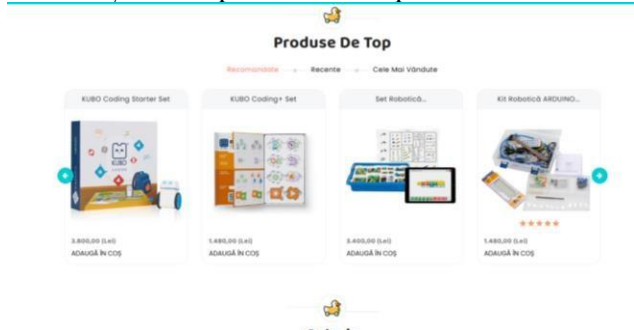 Produse De Top
Recomandate
Recente
Cele Mai Vândute
KUBO Coding Starter Set
KUBO Coding+ Set
Set Robotică...
Kit Robotică ARDUINO...
KUBO
3.800,00 (Lei)
1.480,00 (Lei)
3.400,00 (Lei)
1.480,00 (Lei)
ADAUGĂ ÎN COȘ
ADAUGĂ ÎN COȘ
ADAUGĂ ÎN COȘ
ADAUGĂ ÎN COȘ